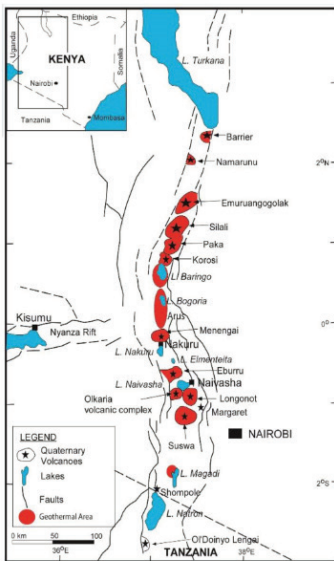 Ethiopia
Uganda
KENYA
Somalia
Nairobi
Tanzania
Mombasa
L. Turkana
Barrier
2°N
Namarunu
Emuruangogolak
Silali
Paka
Korosi
L. Baringo
L. Bogoria
Arus
Kisumu
0°
Nyanza Rift
Menengai
Nakuru
L. Nakuru
L. Elmenteita
Eburru
L. Naivasha
Naivasha
Olkaria
volcanic complex
Longonot
Margaret
Suswa
NAIROBI
LEGEND
Quaternary
Volcanoes
Lakes
Faults
Geothermal Area
0 km 50 100
L. Magadi
2°S
Shompole
L. Natron
Ol'Doinyo Lengai
TANZANIA
36°E
38°E